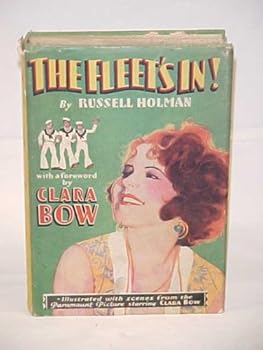 THE FLEET'S IN!
By RUSSELL HOLMAN
with a foreword
by
CLARA
BOW
Illustrated with scenes from the
Paramount Picture starring CLARA BOW